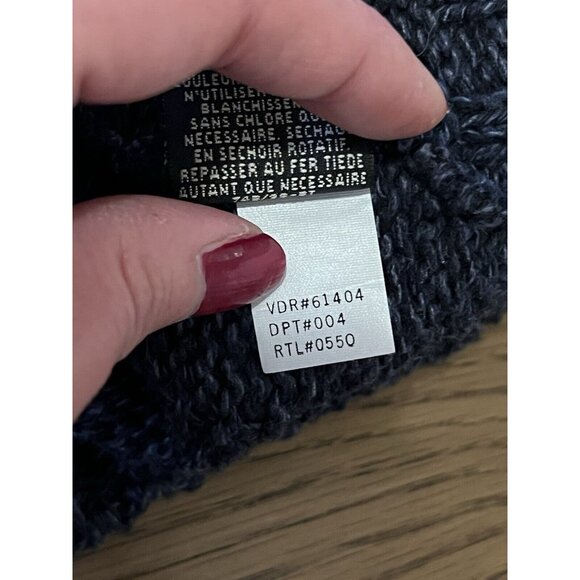 N'UTILISER
BLANCHISSEN
SANS CHLORE QU
NECESSAIRE. SECHAG
EN SECHOIR ROTATIF.
REPASSER AU FER TIEDE
AUTANT QUE NECESSAIRE
VDR#61404
DPT#004
RTL#0550